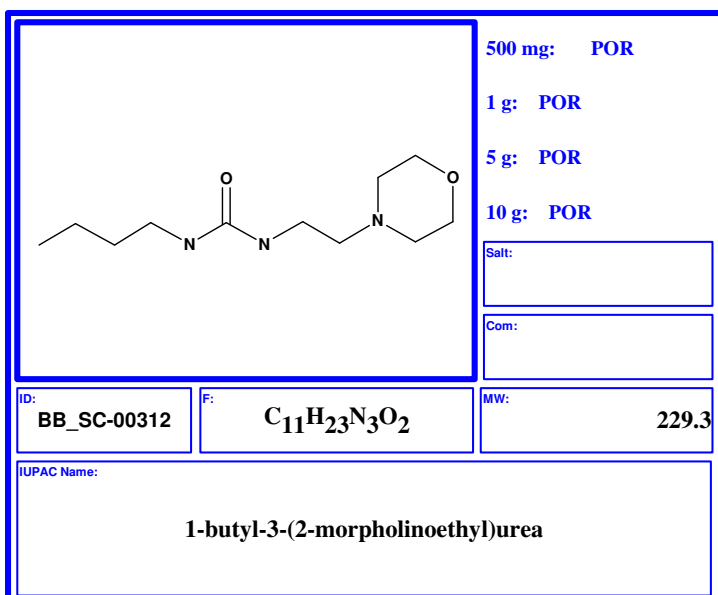 500 mg: POR
1 g: POR
5 g: POR
10 g: POR
O
O
N
N
N
Salt:
Com:
ID:
BB_SC-00312
F:
C11H23N3O2
MW:
229.3
IUPAC Name:
1-butyl-3-(2-morpholinoethyl)urea